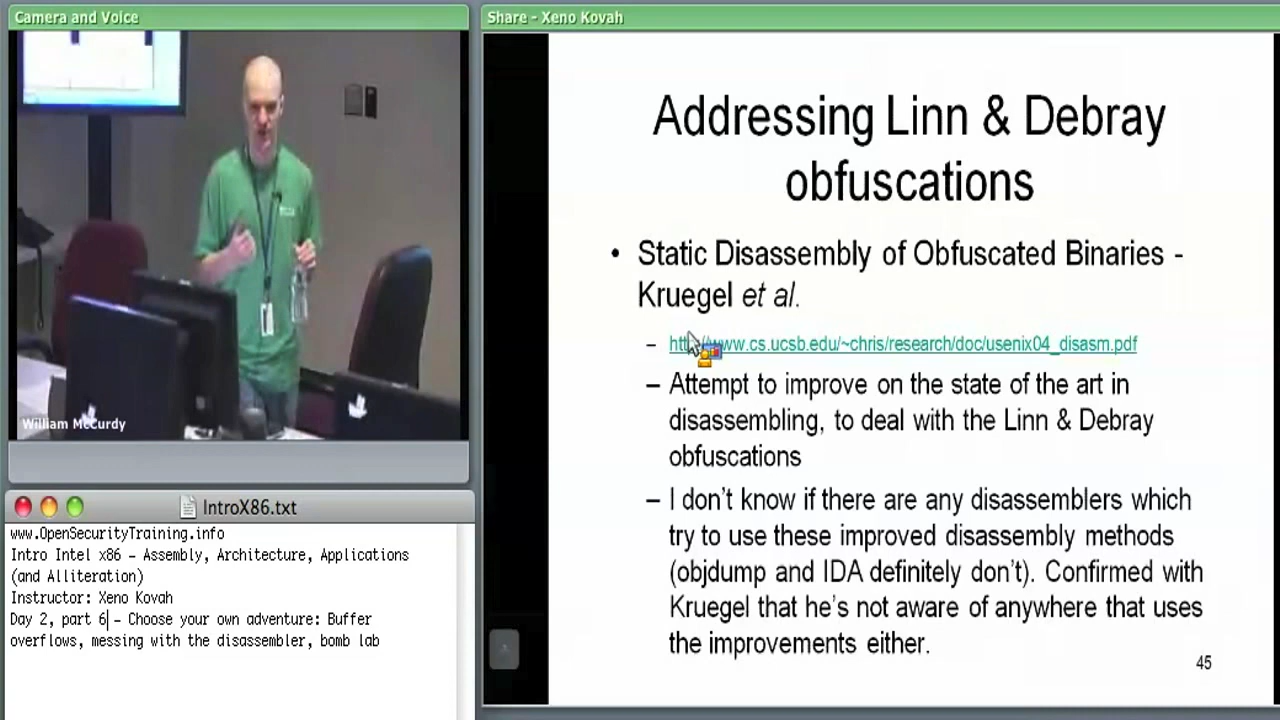 Camera and Voice
William McCurdy
IntroX86.txt
www.OpenSecurityTraining.info
Intro Intel x86 – Assembly, Architecture, Applications
(and Alliteration)
Instructor: Xeno Kovah
Day 2, part 6 – Choose your own adventure: Buffer
overflows, messing with the disassembler, bomb lab
Share - Xeno Kovah
Addressing Linn & Debray
obfuscations
• Static Disassembly of Obfuscated Binaries -
Kruegel et al.
– http://www.cs.ucsb.edu/~chris/research/doc/usenix04_disasm.pdf
– Attempt to improve on the state of the art in
disassembling, to deal with the Linn & Debray
obfuscations
– I don't know if there are any disassemblers which
try to use these improved disassembly methods
(objdump and IDA definitely don't). Confirmed with
Kruegel that he's not aware of anywhere that uses
the improvements either.
45